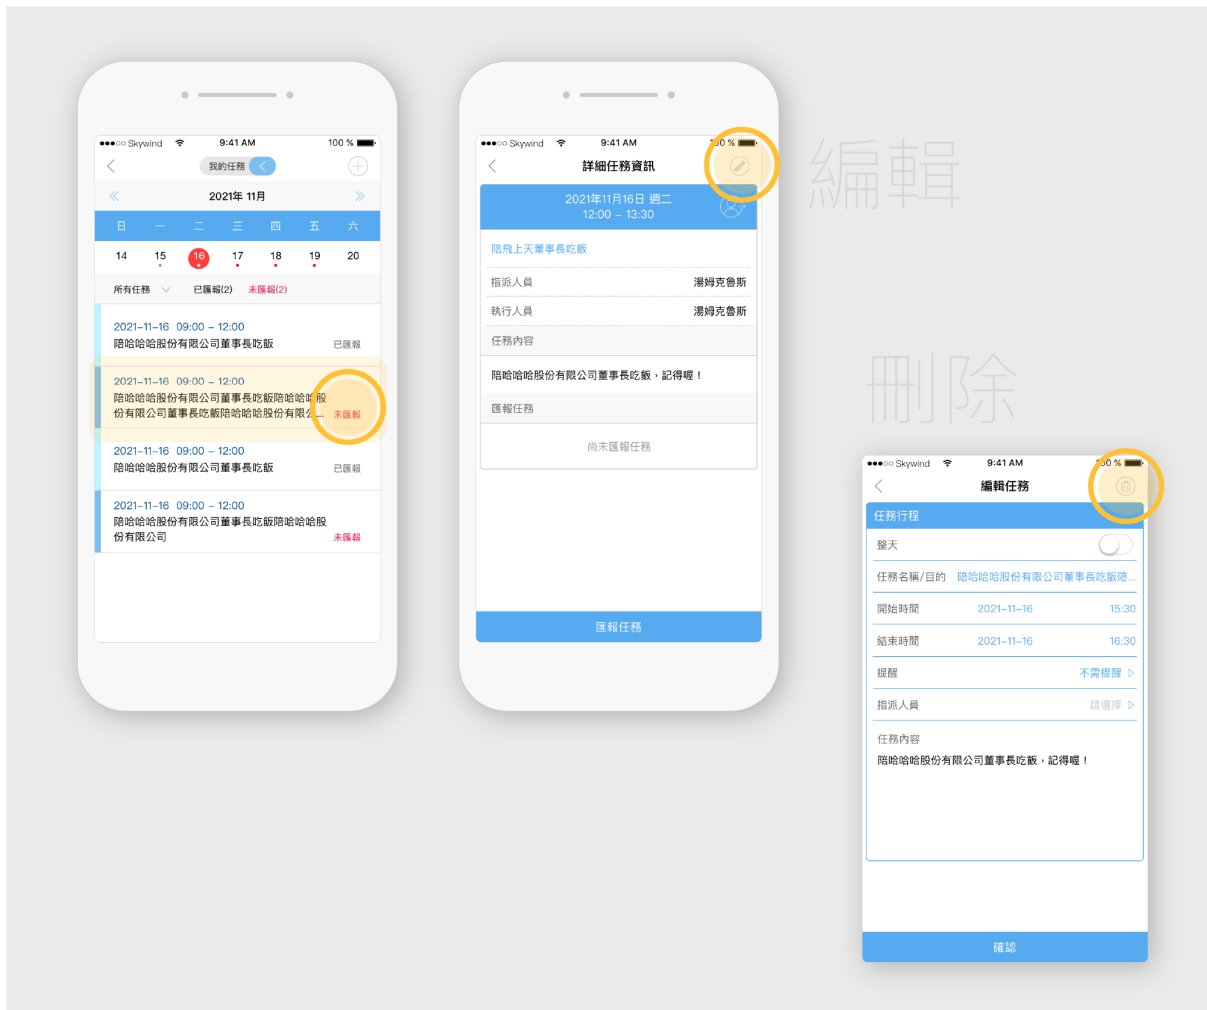 Skywind 9:41 AM 100 %
我的任務
2021年 11月
日 一 二 三 四 五 六
14 15 16 17 18 19 20
所有任務 已匯報(2) 未匯報(2)
2021-11-16 09:00 – 12:00
陪哈哈哈股份有限公司董事長吃飯 已匯報
2021-11-16 09:00 – 12:00
陪哈哈哈股份有限公司董事長吃飯陪哈哈哈股
份有限公司董事長吃飯陪哈哈哈股份有限公... 未匯報
2021-11-16 09:00 – 12:00
陪哈哈哈股份有限公司董事長吃飯 已匯報
2021-11-16 09:00 – 12:00
陪哈哈哈股份有限公司董事長吃飯陪哈哈哈股
份有限公司 未匯報
Skywind 9:41 AM 100 %
詳細任務資訊
2021年11月16日 週二
12:00 – 13:30
陪飛上天董事長吃飯
指派人員 湯姆克魯斯
執行人員 湯姆克魯斯
任務內容
陪哈哈哈股份有限公司董事長吃飯，記得喔！
匯報任務
尚未匯報任務
匯報任務
編輯
刪除
Skywind 9:41 AM 100 %
編輯任務
任務行程
整天
任務名稱/目的 陪哈哈哈股份有限公司董事長吃飯陪...
開始時間 2021-11-16 15:30
結束時間 2021-11-16 16:30
提醒 不需提醒
指派人員 請選擇
任務內容
陪哈哈哈股份有限公司董事長吃飯，記得喔！
確認